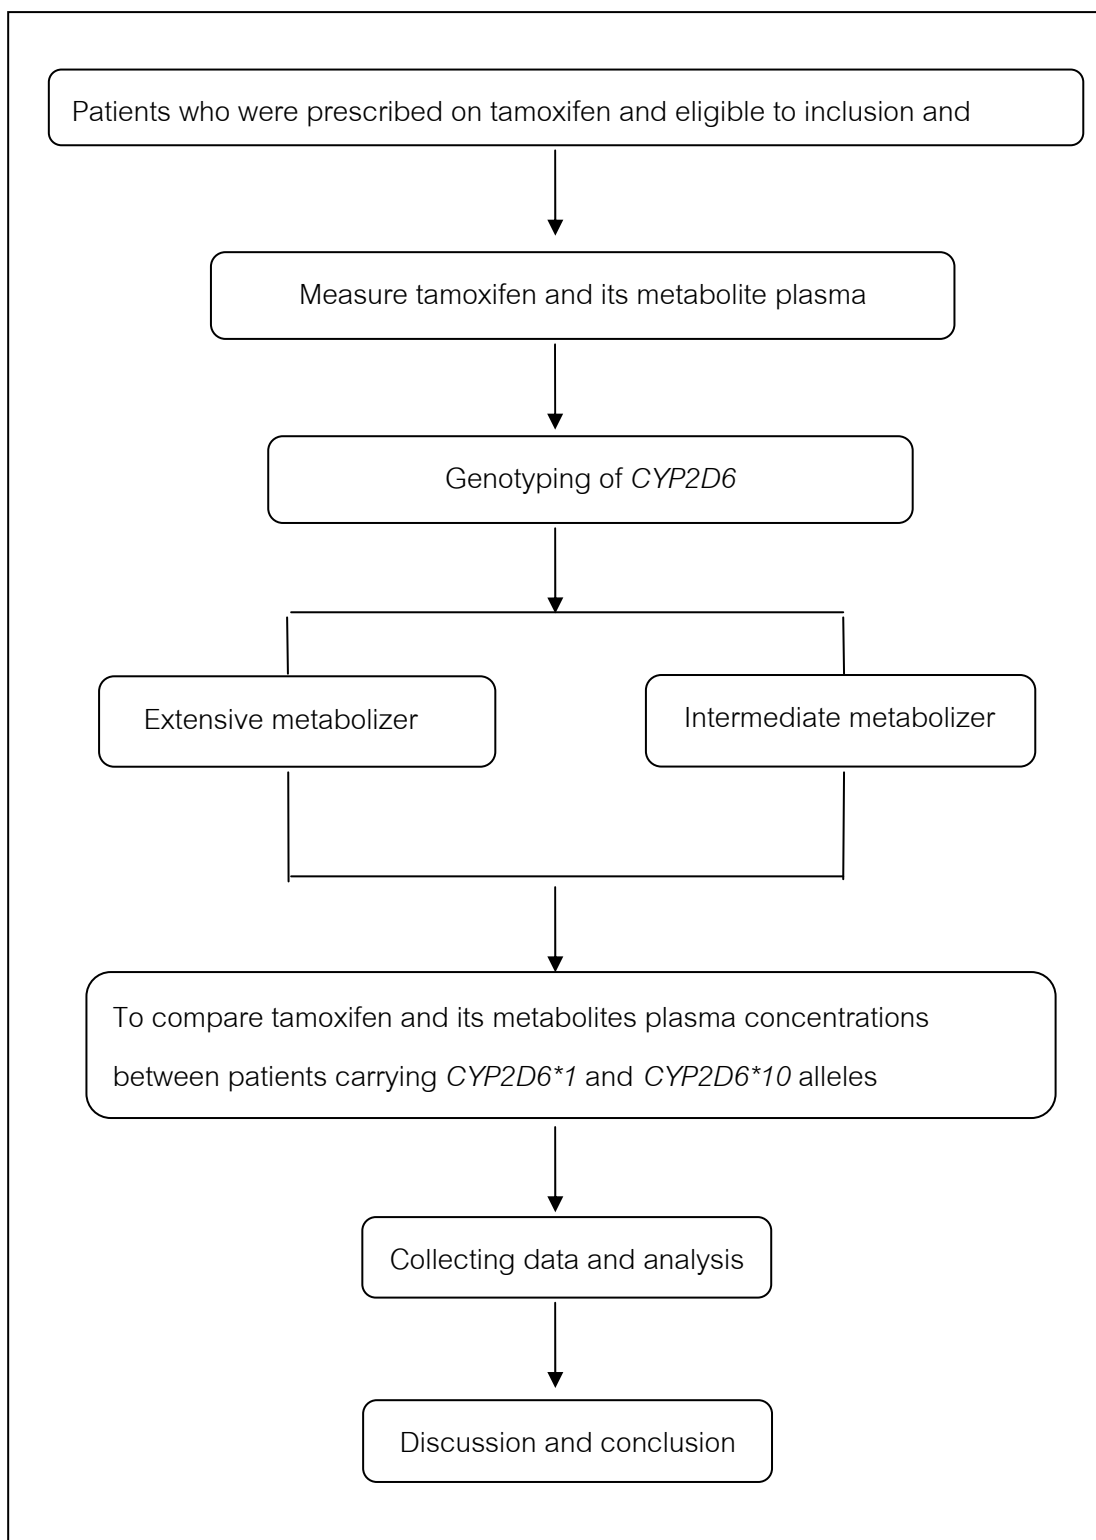 Patients who were prescribed on tamoxifen and eligible to inclusion and
Measure tamoxifen and its metabolite plasma
Genotyping of CYP2D6
Extensive metabolizer
Intermediate metabolizer
To compare tamoxifen and its metabolites plasma concentrations
between patients carrying CYP2D6*1 and CYP2D6*10 alleles
Collecting data and analysis
Discussion and conclusion